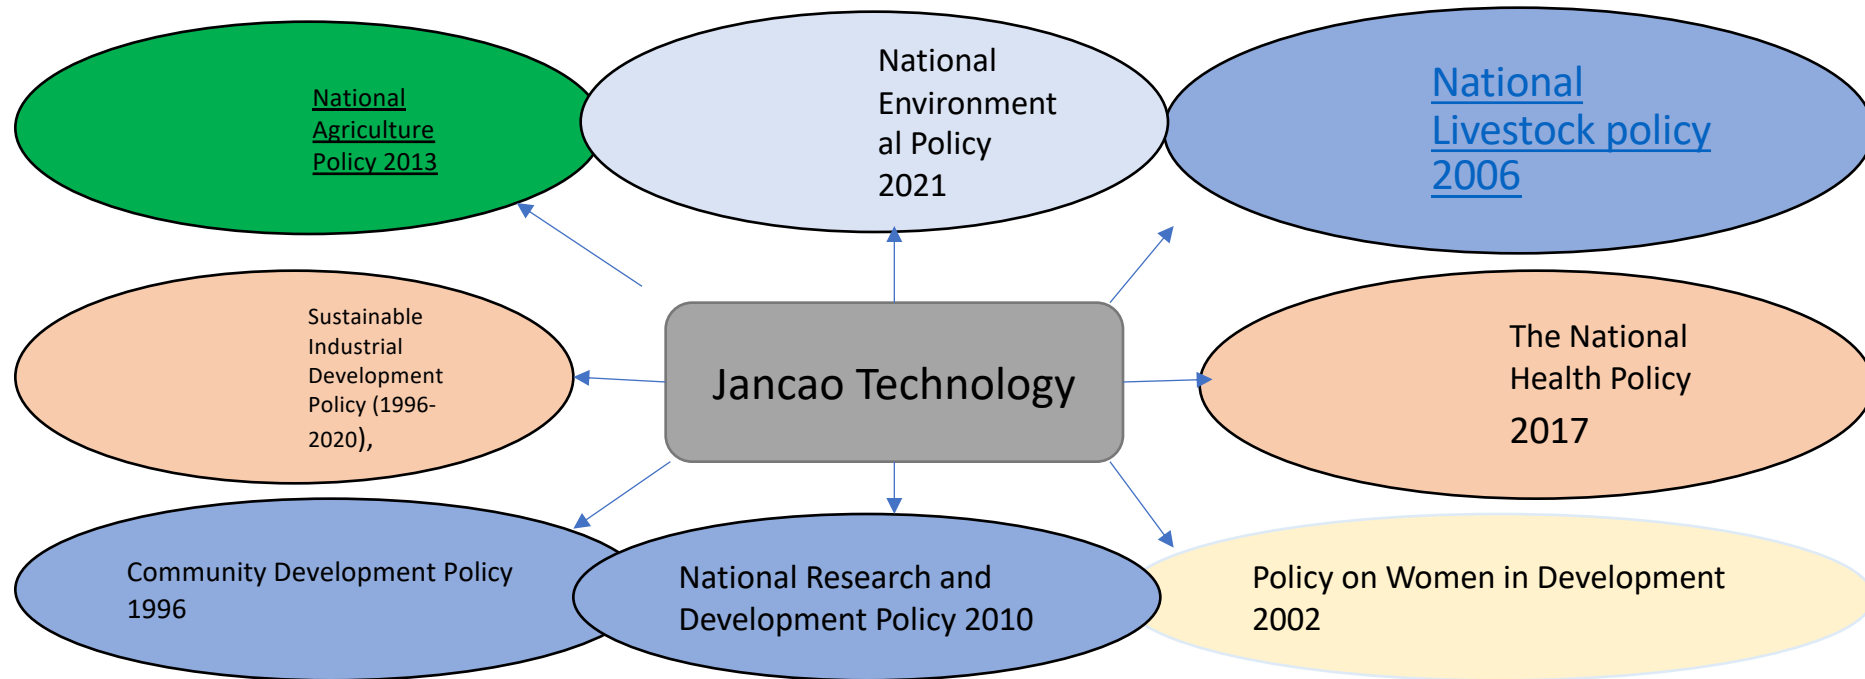 National
Agriculture
Policy 2013
National
Environment
al Policy
2021
National
Livestock policy
2006
Sustainable
Industrial
Development
Policy (1996-
2020),
Jancao Technology
The National
Health Policy
2017
Community Development Policy
1996
National Research and
Development Policy 2010
Policy on Women in Development
2002